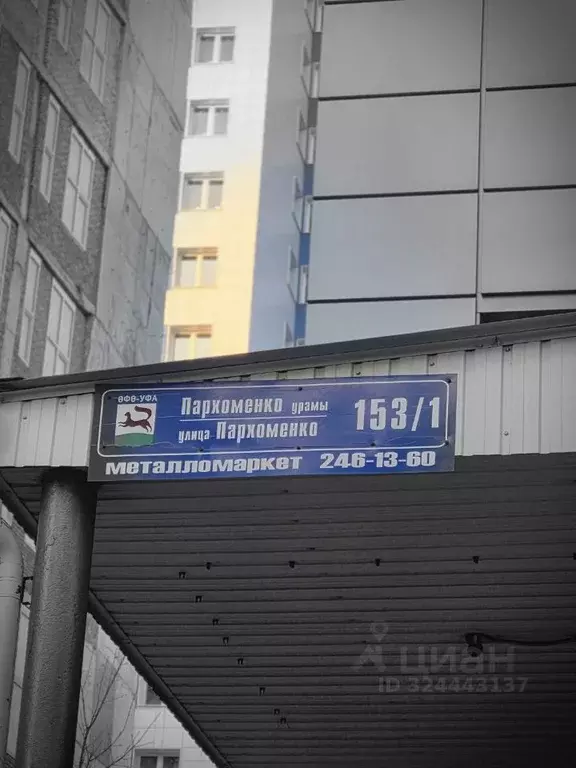 ӨФӨ-УФА
Пархоменко урамы
улица Пархоменко
153/1
металломаркет 246-13-60
циан
ID 324443137